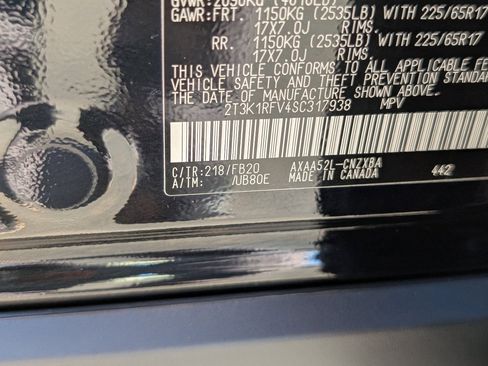 GAWR:FRT. 1150KG (2535LB) WITH 225/65R17
17X7.0J RIMS.
RR. 1150KG (2535LB) WITH 225/65R17
17X7.0J RIMS.
THIS VEHICLE CONFORMS TO ALL APPLICABLE FEDERAL
VEHICLE SAFETY AND THEFT PREVENTION STANDARDS
DATE OF MANUFACTURE SHOWN ABOVE.
2T3K1RFV4SC317938 MPV
C/TR:218/FB20 AXAA52L-CNZXBA 442
A/TM: /UB80E MADE IN CANADA